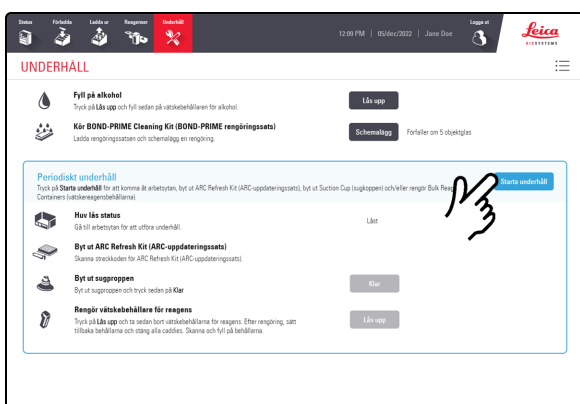 Status Förladda Ladda ur Reagenser Underhåll
12:09 PM | 05/dec/2022 | Jane Doe
Logga ut
Leica
BIOSYSTEMS
UNDERHÅLL
Fyll på alkohol
Tryck på Lås upp och fyll sedan på vätskebehållaren för alkohol.
Lås upp
Kör BOND-PRIME Cleaning Kit (BOND-PRIME rengöringssats)
Ladda rengöringssatsen och schemalägg en rengöring.
Schemalägg
Förfaller om 5 objektglas
Periodiskt underhåll
Tryck på Starta underhåll för att komma åt arbetsytan, byt ut ARC Refresh Kit (ARC-uppdateringssats), byt ut Suction Cup (sugkoppen) och/eller rengör Bulk
Containers (vätskereagensbehållarna).
Starta underhåll
Huv lås status
Gå till arbetsytan för att utföra underhåll.
Låst
Byt ut ARC Refresh Kit (ARC-uppdateringssats)
Skanna streckkoden för ARC Refresh Kit (ARC-uppdateringssats).
Byt ut sugproppen
Byt ut sugproppen och tryck sedan på Klar
Klar
Rengör vätskebehållare för reagens
Tryck på Lås upp och ta sedan bort vätskebehållarna för reagens. Efter rengöring, sätt
tillbaka behållarna och stäng alla caddies. Skanna och fyll på behållarna.
Lås upp